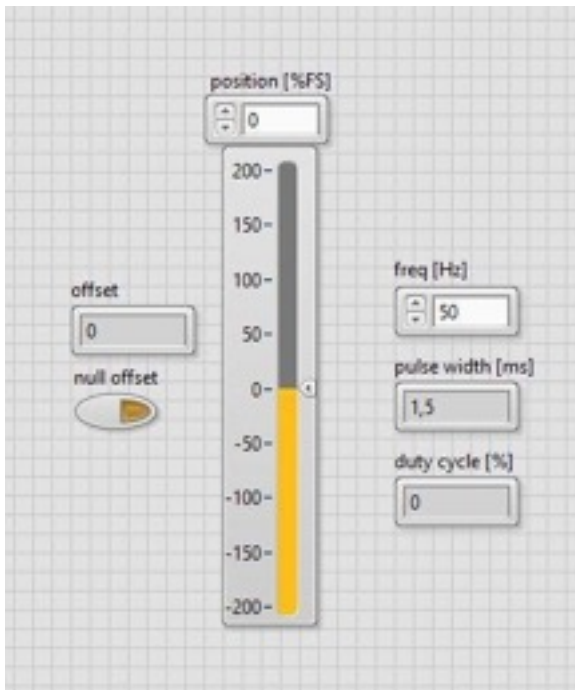 position [%FS]
0
200
150
100
50
0
-50
-100
-150
-200
offset
0
null offset
freq [Hz]
50
pulse width [ms]
1,5
duty cycle [%]
0